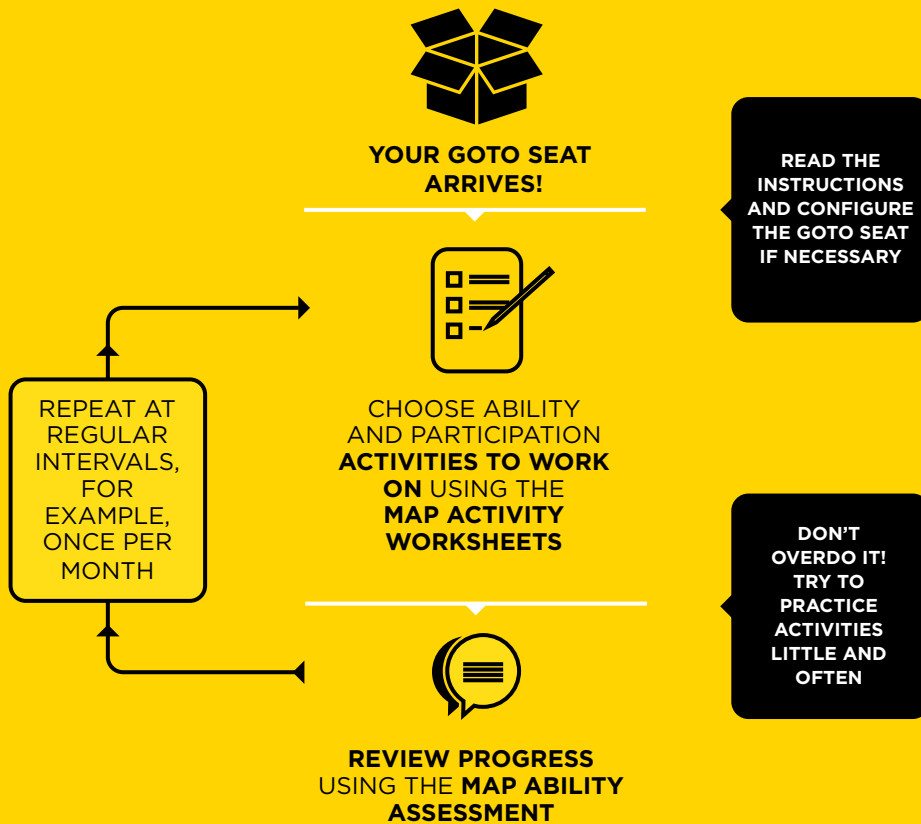 YOUR GOTO SEAT
ARRIVES!
READ THE
INSTRUCTIONS
AND CONFIGURE
THE GOTO SEAT
IF NECESSARY
CHOOSE ABILITY
AND PARTICIPATION
ACTIVITIES TO WORK
ON USING THE
MAP ACTIVITY
WORKSHEETS
REPEAT AT
REGULAR
INTERVALS,
FOR
EXAMPLE,
ONCE PER
MONTH
DON'T
OVERDO IT!
TRY TO
PRACTICE
ACTIVITIES
LITTLE AND
OFTEN
REVIEW PROGRESS
USING THE MAP ABILITY
ASSESSMENT